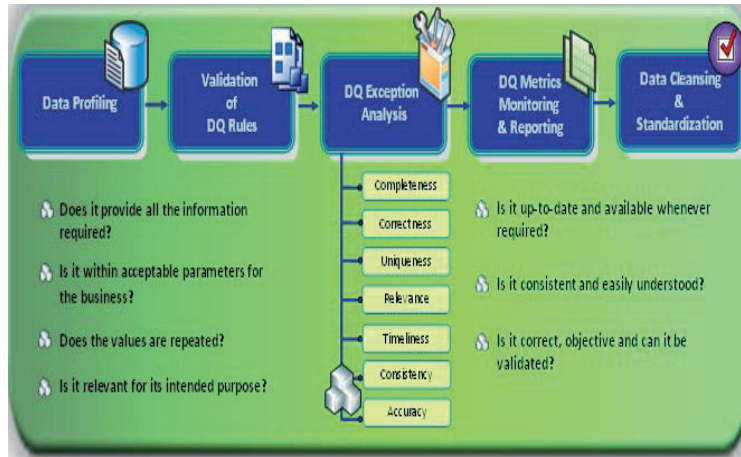 Data Profiling
Validation
of
DQ Rules
DQ Exception
Analysis
DQ Metrics
Monitoring
& Reporting
Data Cleansing
&
Standardization
Does it provide all the information
required?
Is it within acceptable parameters for
the business?
Does the values are repeated?
Is it relevant for its intended purpose?
Completeness
Correctness
Uniqueness
Relevance
Timeliness
Consistency
Accuracy
Is it up-to-date and available whenever
required?
Is it consistent and easily understood?
Is it correct, objective and can it be
validated?